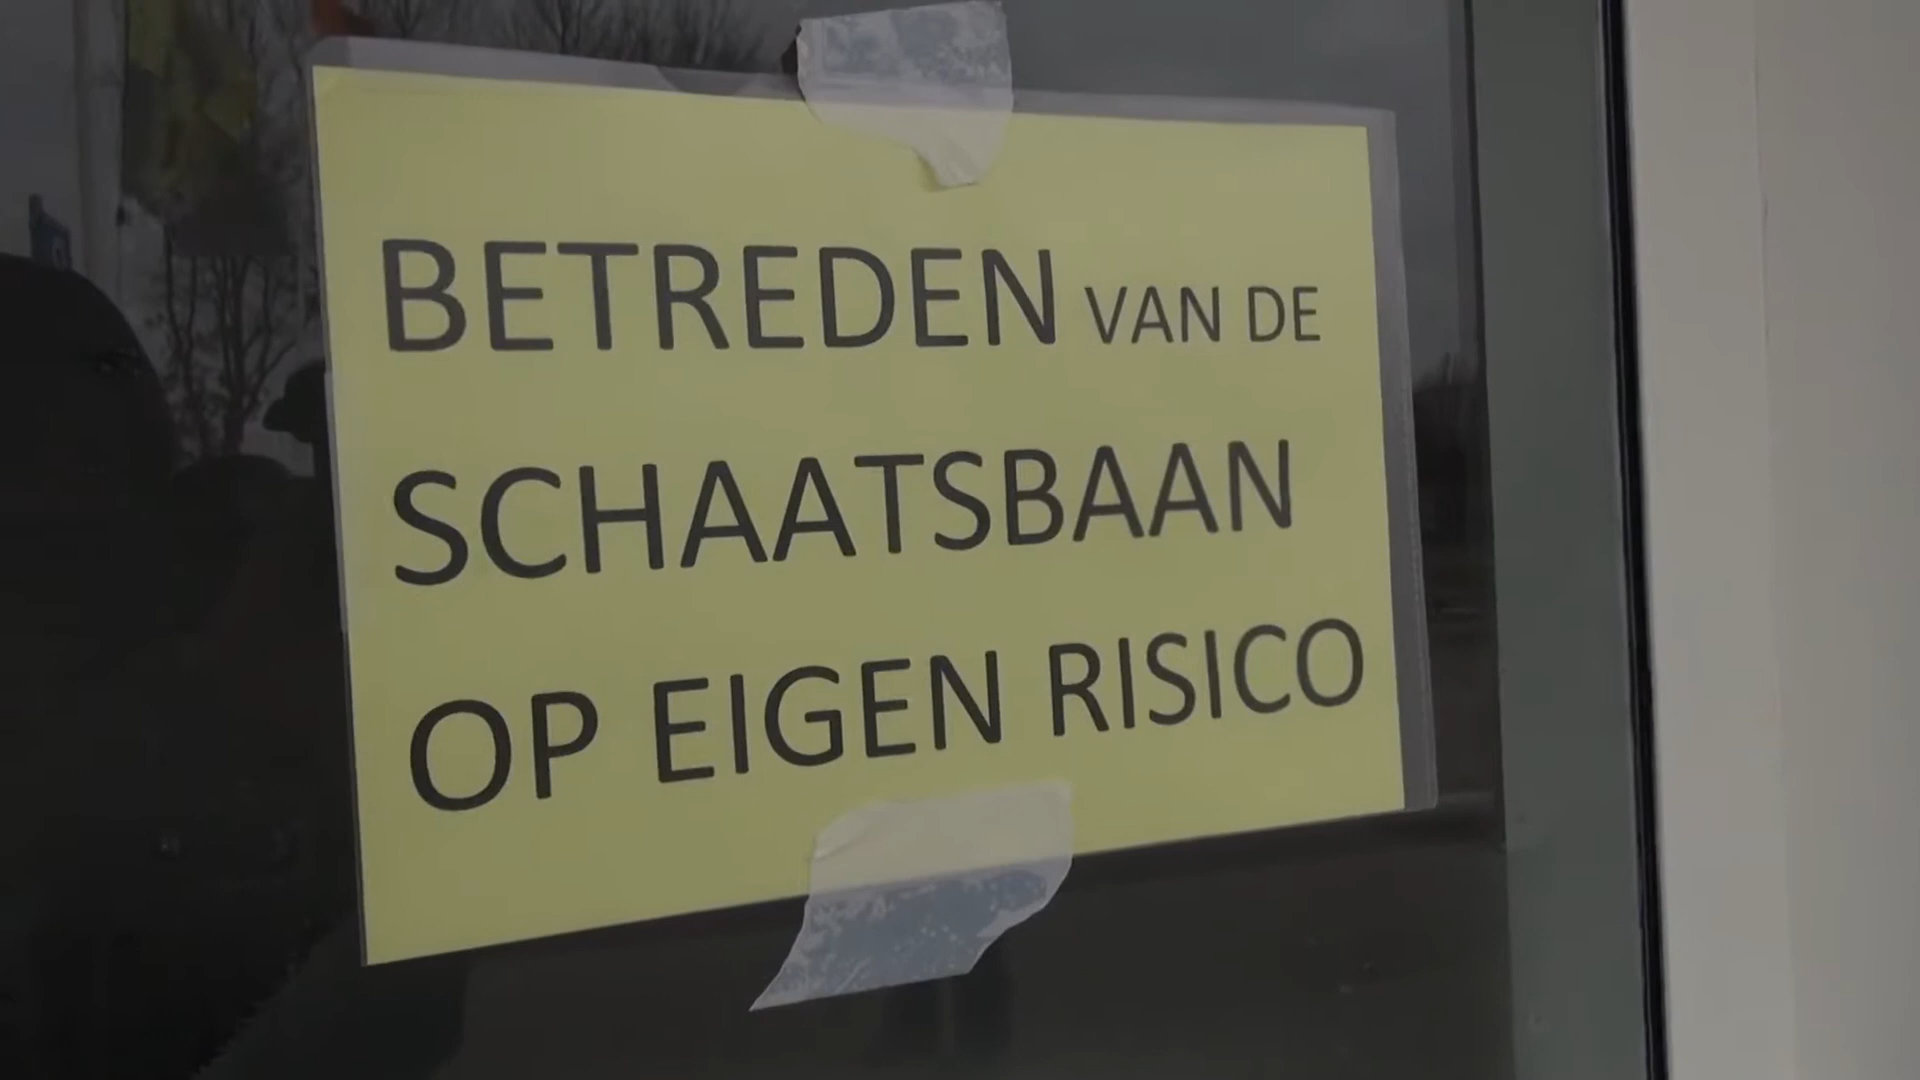 BETREDEN VAN DE
SCHAATSBAAN
OP EIGEN RISICO